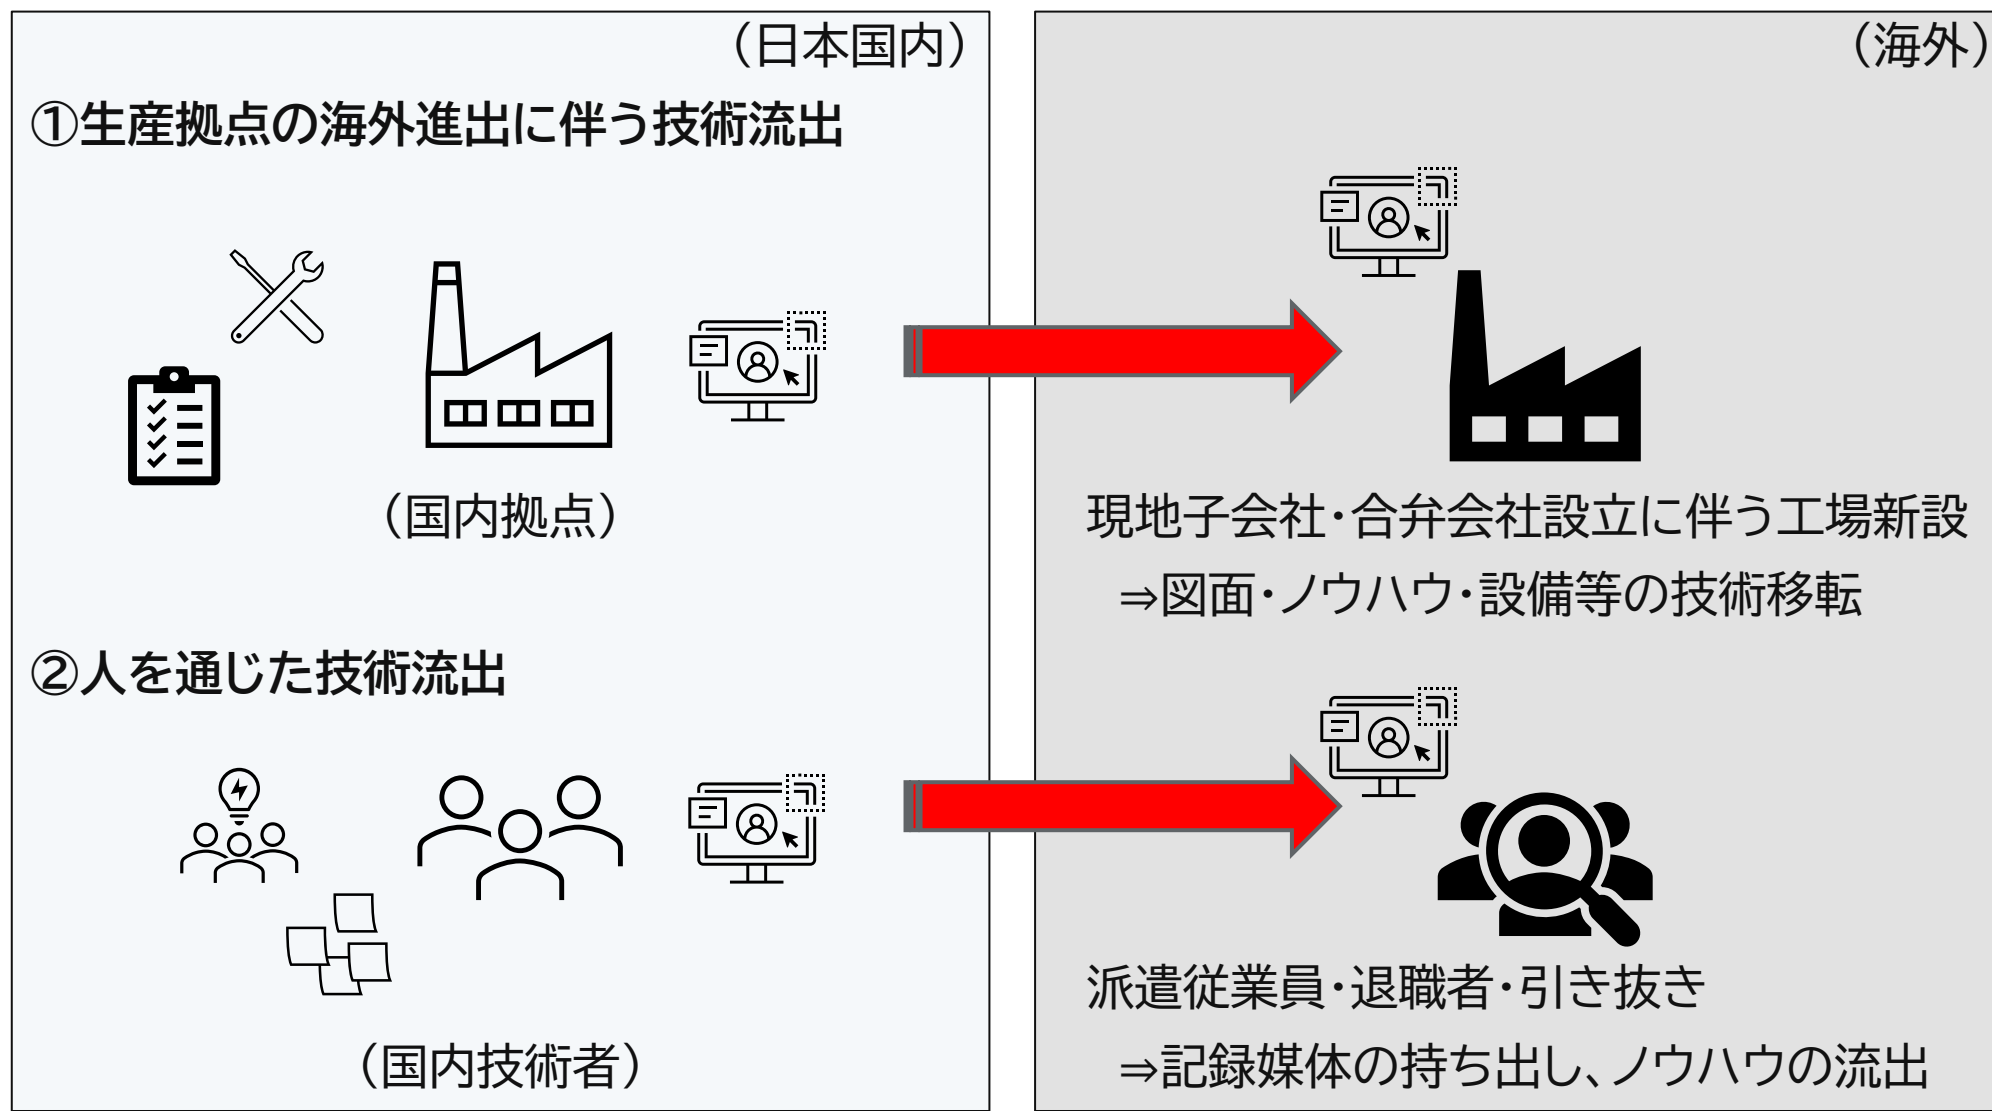 （日本国内）
①生産拠点の海外進出に伴う技術流出
（国内拠点）
②人を通じた技術流出
（国内技術者）
（海外）
現地子会社・合弁会社設立に伴う工場新設
⇒図面・ノウハウ・設備等の技術移転
派遣従業員・退職者・引き抜き
⇒記録媒体の持ち出し、ノウハウの流出